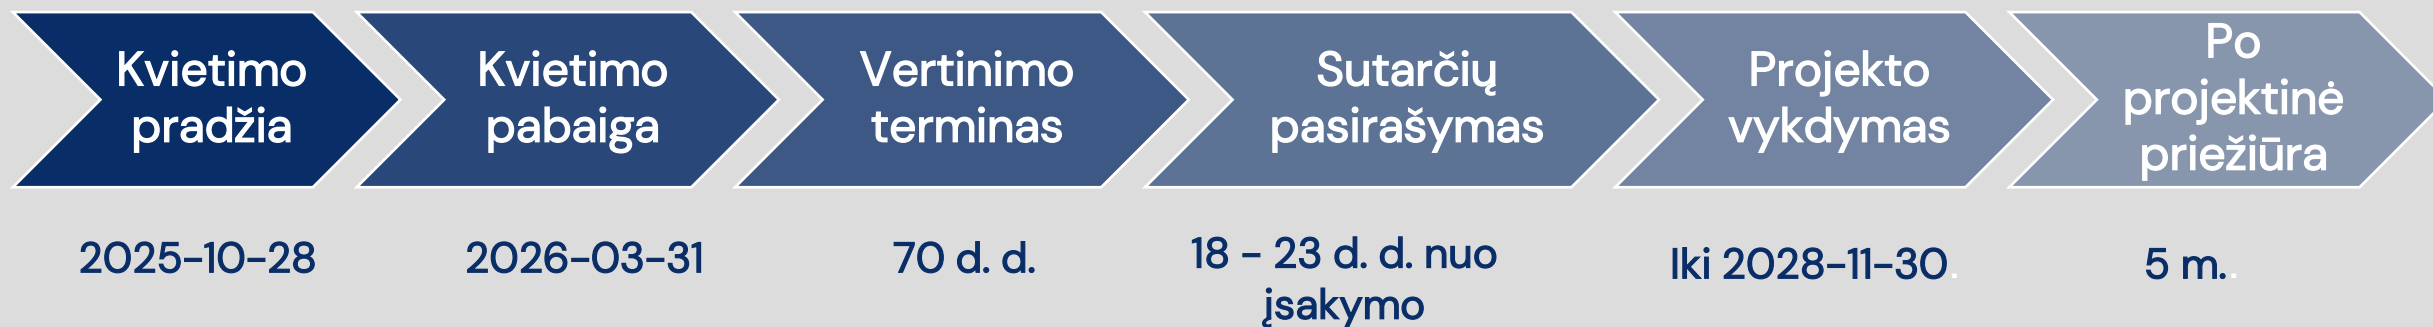 Kvietimo
pradžia
Kvietimo
pabaiga
Vertinimo
terminas
Sutarčių
pasirašymas
Projekto
vykdymas
Po
projektinė
priežiūra
2025-10-28
2026-03-31
70 d. d.
18 – 23 d. d. nuo
įsakymo
Iki 2028-11-30.
5 m..